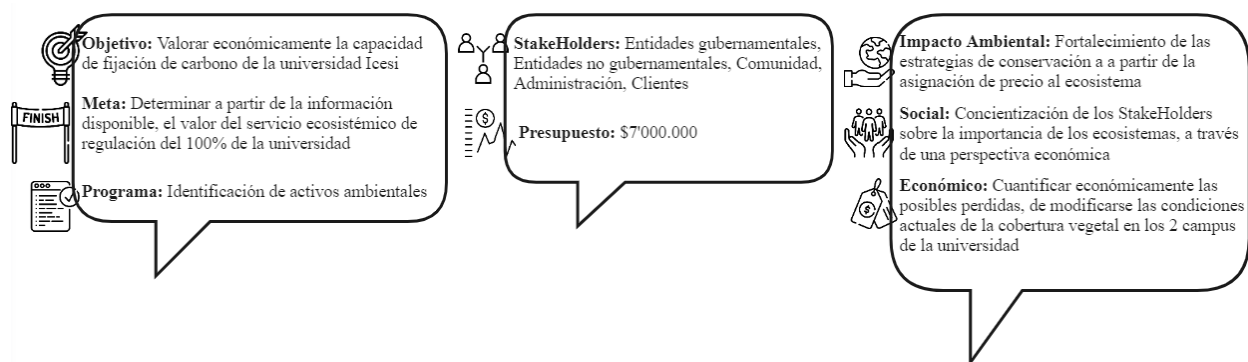 Objetivo: Valorar económicamente la capacidad
de fijación de carbono de la universidad Icesi
FINISH
Meta: Determinar a partir de la información
disponible, el valor del servicio ecosistémico de
regulación del 100% de la universidad
Programa: Identificación de activos ambientales
StakeHolders: Entidades gubernamentales,
Entidades no gubernamentales, Comunidad,
Administración, Clientes
$
Presupuesto: $7'000.000
Impacto Ambiental: Fortalecimiento de las
estrategias de conservación a a partir de la
asignación de precio al ecosistema
Social: Concientización de los StakeHolders
sobre la importancia de los ecosistemas, a través
de una perspectiva económica
$
Económico: Cuantificar económicamente las
posibles perdidas, de modificarse las condiciones
actuales de la cobertura vegetal en los 2 campus
de la universidad